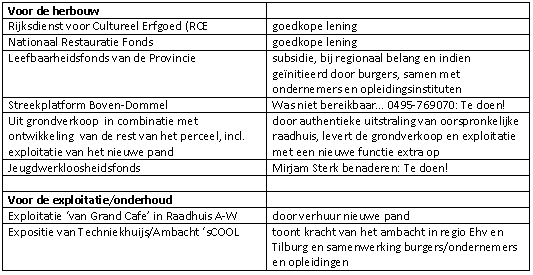 Voor de herbouw
Rijksdienst voor Cultureel Erfgoed (RCE
goedkope lening
Nationaal Restauratie Fonds
goedkope lening
Leefbaarheidsfonds van de Provincie
subsidie, bij regionaal belang en indien
geïnitieerd door burgers, samen met
ondernemers en opleidingsinstituten
Streekplatform Boven-Dommel
Was niet bereikbaar... 0495-769070: Te doen!
Uit grondverkoop in combinatie met
ontwikkeling van de rest van het perceel, incl.
exploitatie van het nieuwe pand
door authentieke uitstraling van oorspronkelijke
raadhuis, levert de grondverkoop en exploitatie
met een nieuwe functie extra op
Jeugdwerkloosheidsfonds
Mirjam Sterk benaderen: Te doen!
Voor de exploitatie/onderhoud
Exploitatie ‘van Grand Cafe’ in Raadhuis A-W
door verhuur nieuwe pand
Expositie van Techniekhuijs/Ambacht ‘sCOOL
toont kracht van het ambacht in regio Ehv en
Tilburg en samenwerking burgers/ondernemers
en opleidingen